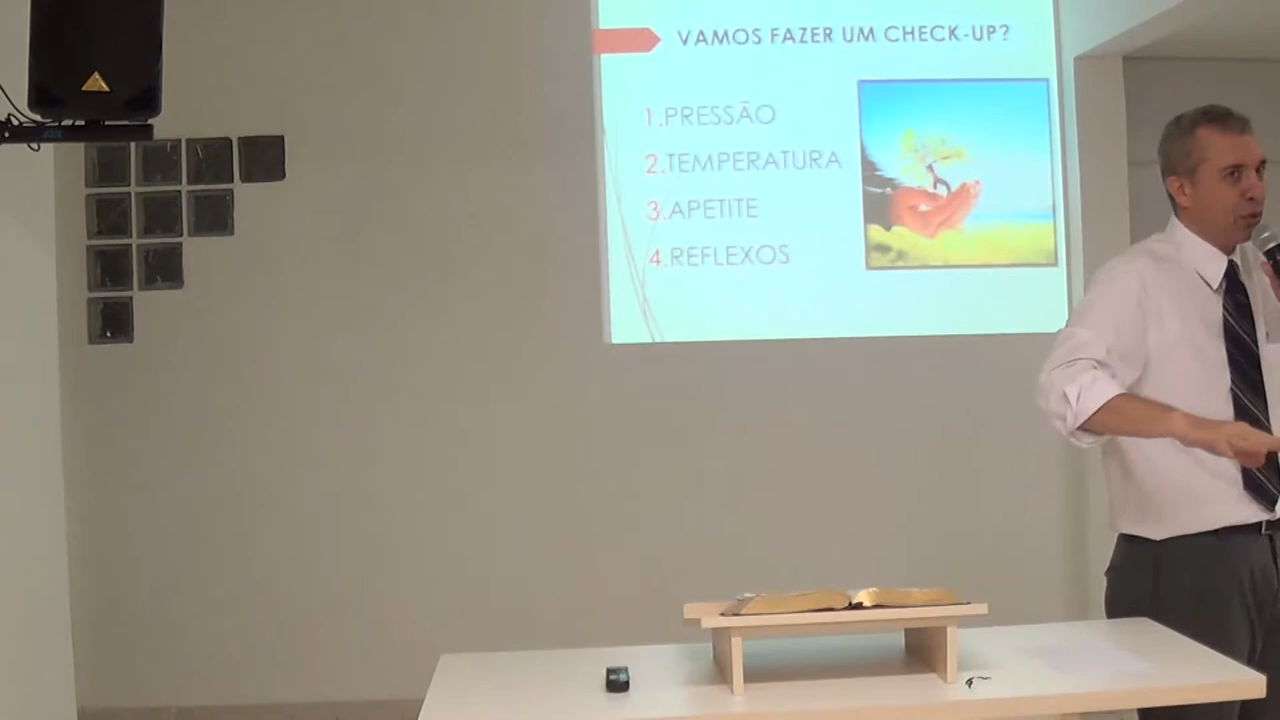 VAMOS FAZER UM CHECK-UP?
1.PRESSÃO
2.TEMPERATURA
3.APETITE
4.REFLEXOS